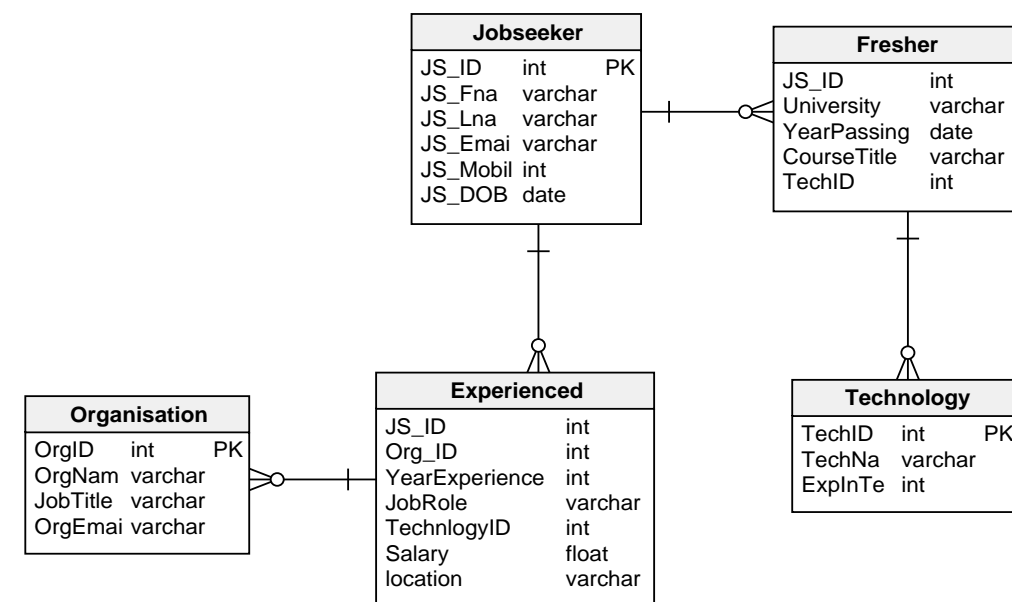 Jobseeker
JS_ID int PK
JS_Fna varchar
JS_Lna varchar
JS_Emai varchar
JS_Mobil int
JS_DOB date
Fresher
JS_ID int
University varchar
YearPassing date
CourseTitle varchar
TechID int
Organisation
OrgID int PK
OrgNam varchar
JobTitle varchar
OrgEmai varchar
Experienced
JS_ID int
Org_ID int
YearExperience int
JobRole varchar
TechnlogyID int
Salary float
location varchar
Technology
TechID int PK
TechNa varchar
ExpInTe int